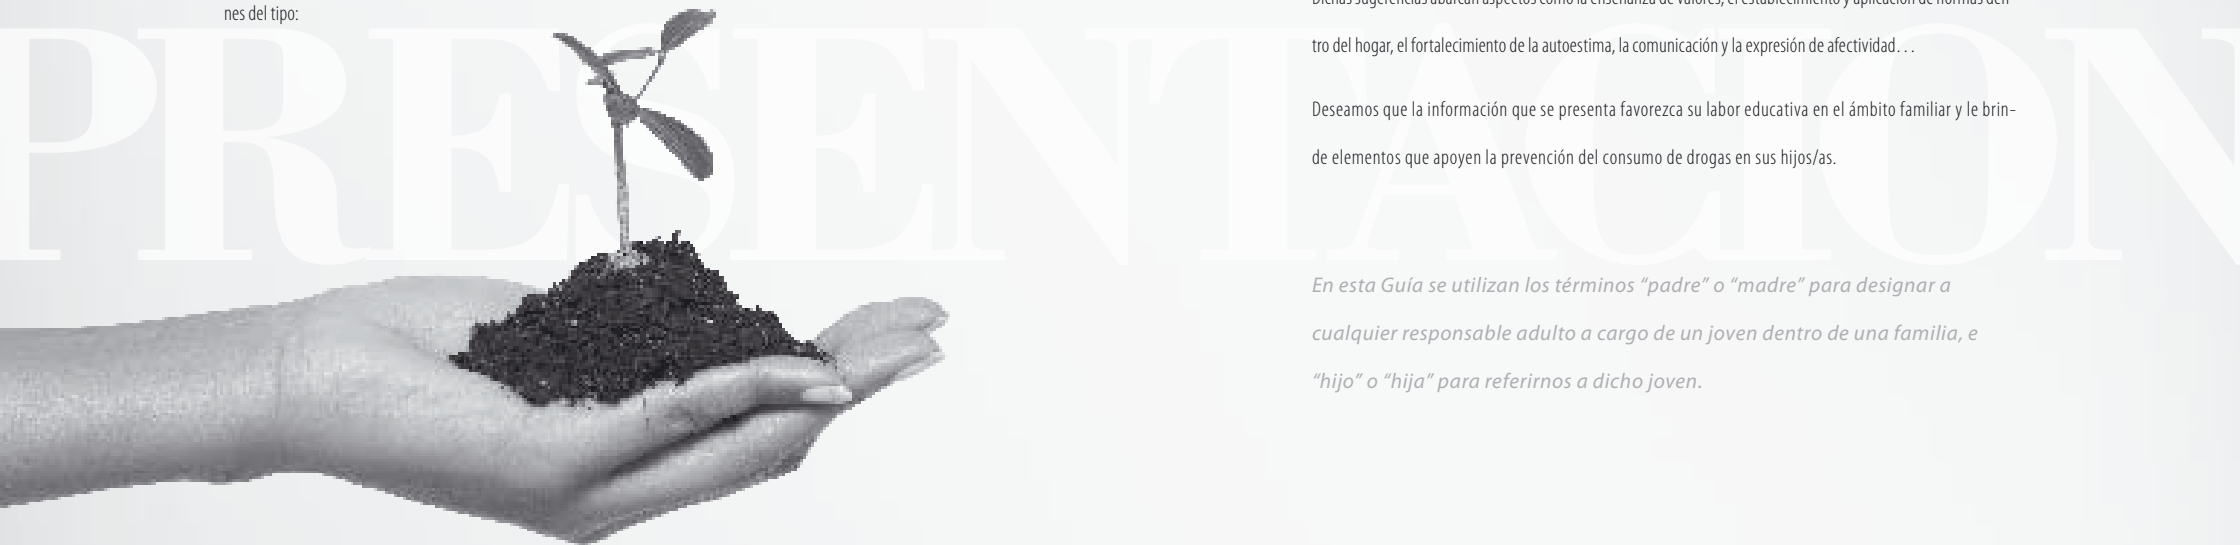 nes del tipo:
Dichas sugerencias abarcan aspectos como la enseñanza de valores, el establecimiento y aplicación de normas den-
tro del hogar, el fortalecimiento de la autoestima, la comunicación y la expresión de afectividad…
Deseamos que la información que se presenta favorezca su labor educativa en el ámbito familiar y le brin-
de elementos que apoyen la prevención del consumo de drogas en sus hijos/as.
PRESENTACION
En esta Guía se utilizan los términos “padre” o “madre” para designar a
cualquier responsable adulto a cargo de un joven dentro de una familia, e
“hijo” o “hija” para referirnos a dicho joven.